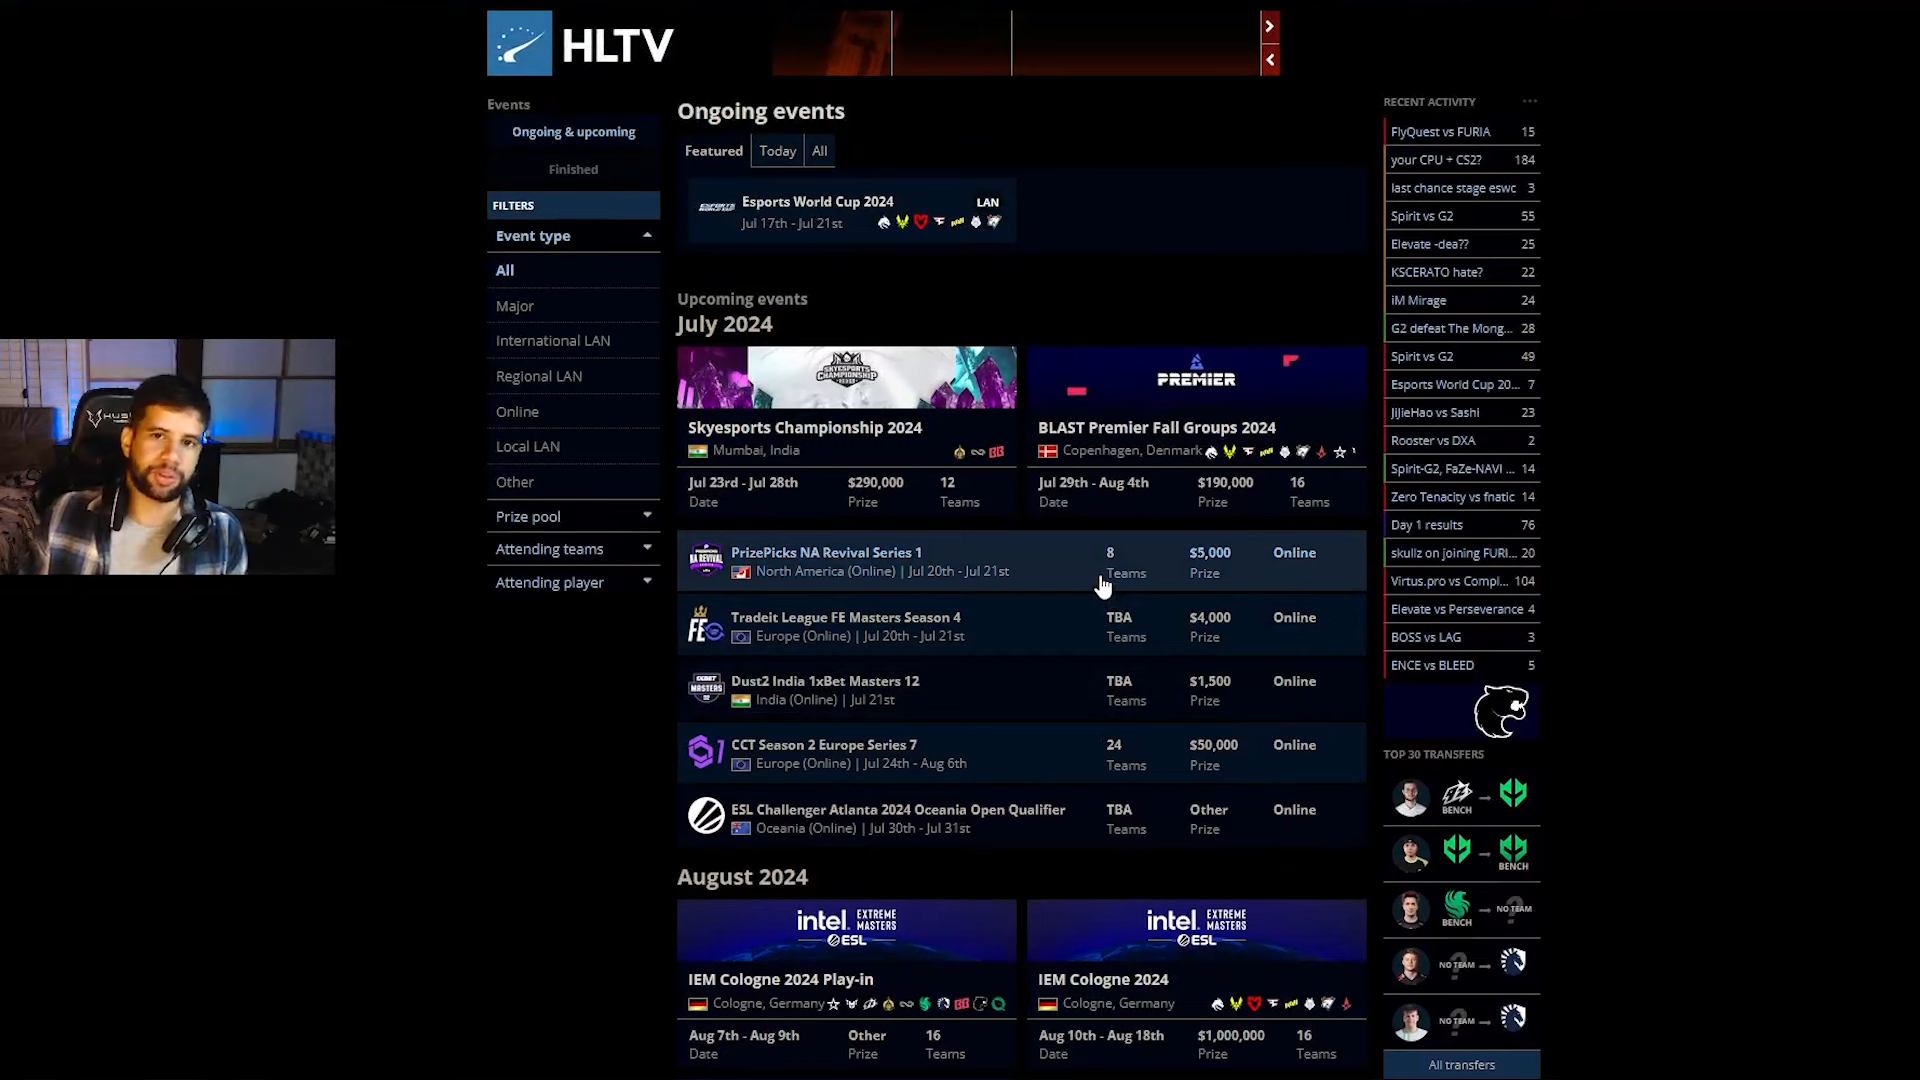 HLTV
Events
Ongoing & upcoming
Finished
FILTERS
Event type
All
Major
International LAN
Regional LAN
Online
Local LAN
Other
Prize pool
Attending teams
Attending player
Ongoing events
Featured
Today
All
Esports World Cup 2024
LAN
Jul 17th - Jul 21st
Upcoming events
July 2024
SKYESPORTS
CHAMPIONSHIP
Skyesports Championship 2024
Mumbai, India
Jul 23rd - Jul 28th
$290,000
12
Date
Prize
Teams
PREMIER
BLAST Premier Fall Groups 2024
Copenhagen, Denmark
Jul 29th - Aug 4th
$190,000
16
Date
Prize
Teams
PrizePicks NA Revival Series 1
8
$5,000
Online
North America (Online) | Jul 20th - Jul 21st
Teams
Prize
Tradeit League FE Masters Season 4
TBA
$4,000
Online
Europe (Online) | Jul 20th - Jul 21st
Teams
Prize
Dust2 India 1xBet Masters 12
TBA
$1,500
Online
India (Online) | Jul 21st
Teams
Prize
CCT Season 2 Europe Series 7
24
$50,000
Online
Europe (Online) | Jul 24th - Aug 6th
Teams
Prize
ESL Challenger Atlanta 2024 Oceania Open Qualifier
TBA
Other
Online
Oceania (Online) | Jul 30th - Jul 31st
Teams
Prize
August 2024
intel EXTREME MASTERS
ESL
IEM Cologne 2024 Play-in
Cologne, Germany
Aug 7th - Aug 9th
Other
16
Date
Prize
Teams
intel EXTREME MASTERS
ESL
IEM Cologne 2024
Cologne, Germany
Aug 10th - Aug 18th
$1,000,000
16
Date
Prize
Teams
RECENT ACTIVITY
FlyQuest vs FURIA 15
your CPU + CS2? 184
last chance stage eswc 3
Spirit vs G2 55
Elevate -dea?? 25
KSCERATO hate? 22
iM Mirage 24
G2 defeat The Mong... 28
Spirit vs G2 49
Esports World Cup 20... 7
JiJieHao vs Sashi 23
Rooster vs DXA 2
Spirit-G2, FaZe-NAVI ... 14
Zero Tenacity vs fnatic 14
Day 1 results 76
skullz on joining FURI... 20
Virtus.pro vs Compl... 104
Elevate vs Perseverance 4
BOSS vs LAG 3
ENCE vs BLEED 5
TOP 30 TRANSFERS
BENCH
BENCH
BENCH
NO TEAM
NO TEAM
NO TEAM
All transfers